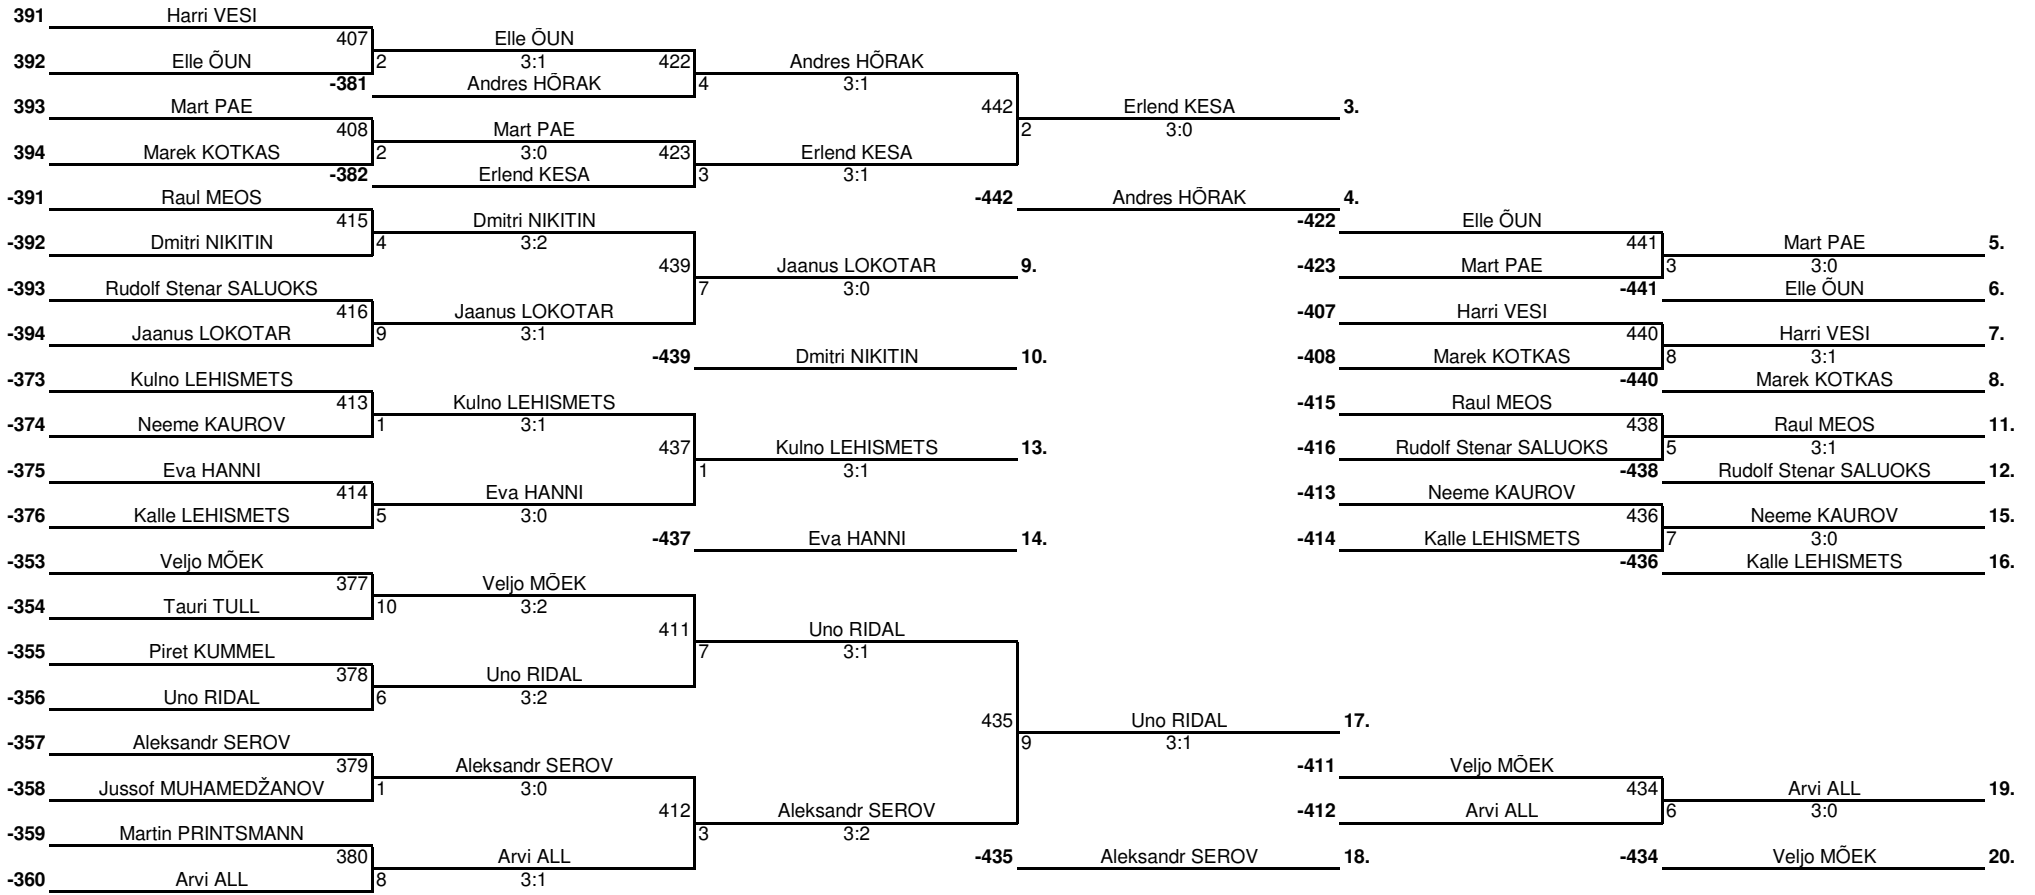 391 Harri VESI
407 Elle ÕUN
392 Elle ÕUN 2 3:1 422 Andres HÕRAK
-381 Andres HÕRAK 4 3:1
393 Mart PAE 442 Erlend KESA 3.
408 Mart PAE 2 3:0
394 Marek KOTKAS 2 3:0 423 Erlend KESA
-382 Erlend KESA 3 3:1
-391 Raul MEOS -442 Andres HÕRAK 4.
415 Dmitri NIKITIN -422 Elle ÕUN
-392 Dmitri NIKITIN 4 3:2 441 Mart PAE 5.
439 Jaanus LOKOTAR 9. -423 Mart PAE 3 3:0
-393 Rudolf Stenar SALUOKS 7 3:0 -441 Elle ÕUN 6.
416 Jaanus LOKOTAR -407 Harri VESI
-394 Jaanus LOKOTAR 9 3:1 440 Harri VESI 7.
-439 Dmitri NIKITIN 10. -408 Marek KOTKAS 8 3:1
-373 Kulno LEHISMETS -440 Marek KOTKAS 8.
413 Kulno LEHISMETS -415 Raul MEOS
-374 Neeme KAUROV 1 3:1 438 Raul MEOS 11.
437 Kulno LEHISMETS 13. -416 Rudolf Stenar SALUOKS 5 3:1
-375 Eva HANNI 1 3:1 -438 Rudolf Stenar SALUOKS 12.
414 Eva HANNI -413 Neeme KAUROV
-376 Kalle LEHISMETS 5 3:0 436 Neeme KAUROV 15.
-437 Eva HANNI 14. -414 Kalle LEHISMETS 7 3:0
-353 Veljo MÕEK -436 Kalle LEHISMETS 16.
377 Veljo MÕEK
-354 Tauri TULL 10 3:2
411 Uno RIDAL
-355 Piret KUMMEL 7 3:1
378 Uno RIDAL
-356 Uno RIDAL 6 3:2
435 Uno RIDAL 17.
-357 Aleksandr SEROV 9 3:1
379 Aleksandr SEROV -411 Veljo MÕEK
-358 Jussof MUHAMEDŽANOV 1 3:0 434 Arvi ALL 19.
412 Aleksandr SEROV -412 Arvi ALL 6 3:0
-359 Martin PRINTSMANN 3 3:2
380 Arvi ALL -435 Aleksandr SEROV 18. -434 Veljo MÕEK 20.
-360 Arvi ALL 8 3:1